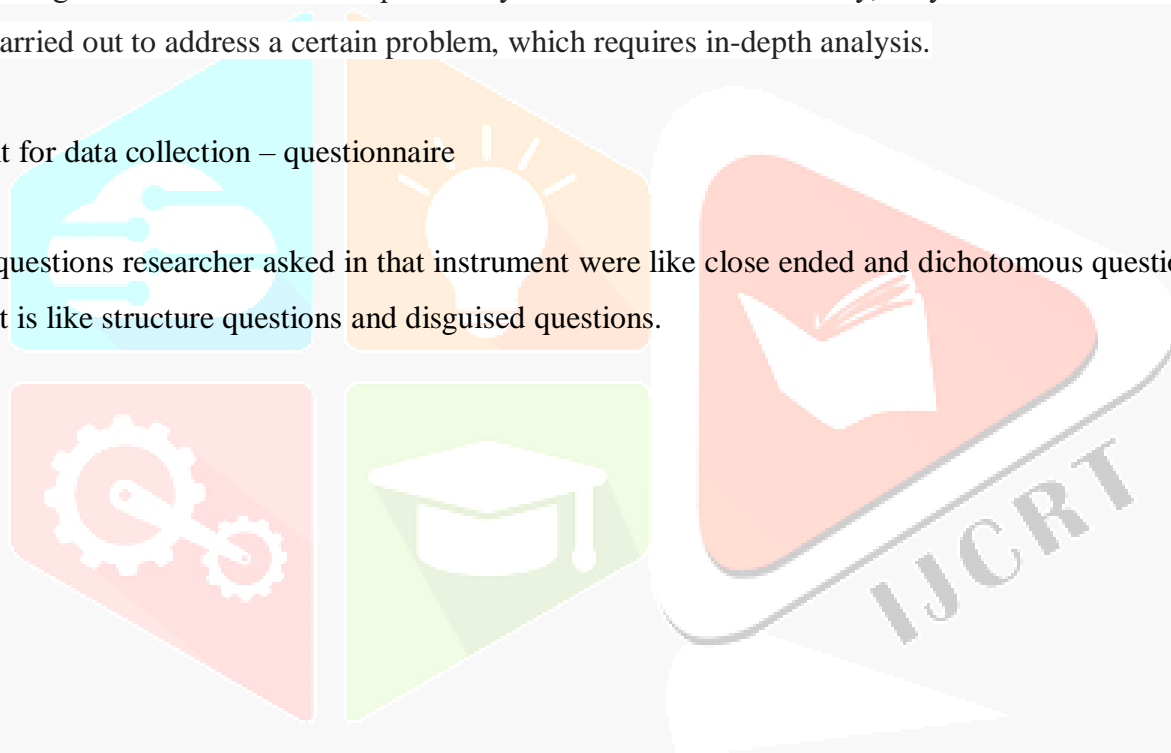 arried out to address a certain problem, which requires in-depth analysis.
t for data collection – questionnaire
questions researcher asked in that instrument were like close ended and dichotomous questio
t is like structure questions and disguised questions.
IJCRT